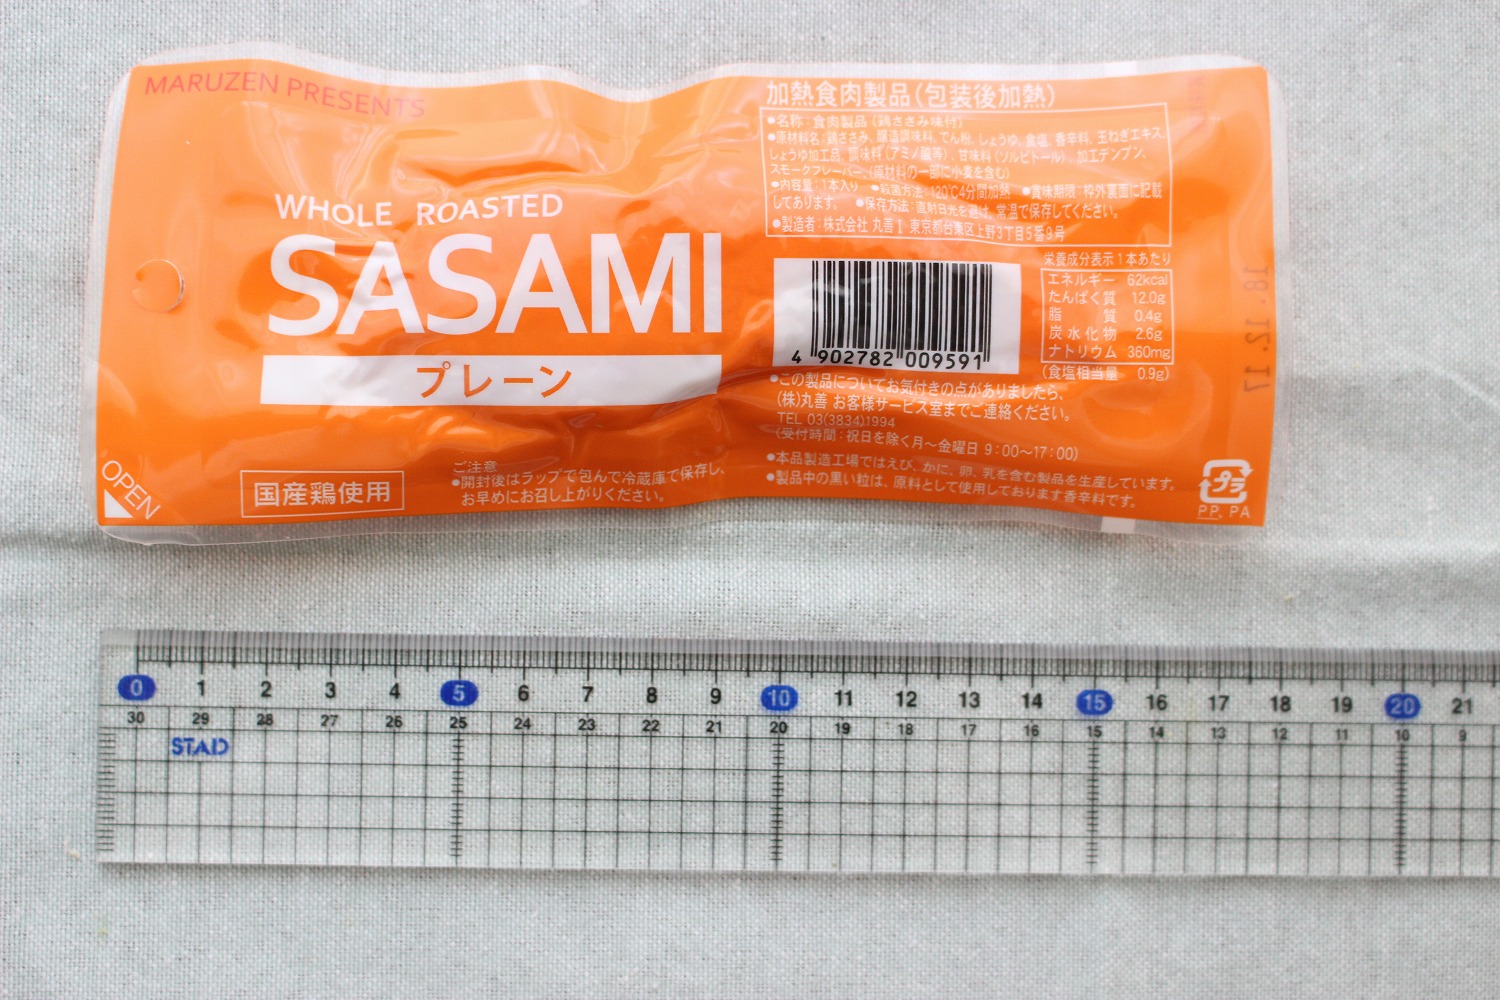 MARUZEN PRESENTS
WHOLE ROASTED
SASAMI
プレーン
OPEN
国産鶏使用
ご注意
●開封後はラップで包んで冷蔵庫で保存し、
お早めにお召し上がりください。
加熱食肉製品(包装後加熱)
●名称:食肉製品(鶏ささみ味付)
●原材料名:鶏ささみ、醸造調味料、でん粉、しょうゆ、食塩、香辛料、玉ねぎエキス、
しょうゆ加工品、調味料(アミノ酸等)、甘味料(ソルビトール)、加工デンプン、
スモークフレーバー、(原材料の一部に小麦を含む)
●内容量:1本入り ●殺菌方法:120℃4分間加熱 ●賞味期限:枠外裏面に記載
してあります。 ●保存方法:直射日光を避け、常温で保存してください。
●製造者:株式会社 丸善 I 東京都台東区上野3丁目5番9号
栄養成分表示1本あたり
エネルギー 62kcal
たんぱく質 12.0g
脂質 0.4g
炭水化物 2.6g
ナトリウム 360mg
(食塩相当量 0.9g)
4 902782 009591
●この製品についてお気付きの点がありましたら、
(株)丸善 お客様サービス室までご連絡ください。
TEL 03(3834)1994
(受付時間:祝日を除く月～金曜日 9:00～17:00)
●本品製造工場ではえび、かに、卵、乳を含む製品を生産しています。
●製品中の黒い粒は、原料として使用しております香辛料です。
プラ
PP, PA
18.12.17
0 1 2 3 4 5 6 7 8 9 10 11 12 13 14 15 16 17 18 19 20 21
30 29 28 27 26 25 24 23 22 21 20 19 18 17 16 15 14 13 12 11 10 9
STAD